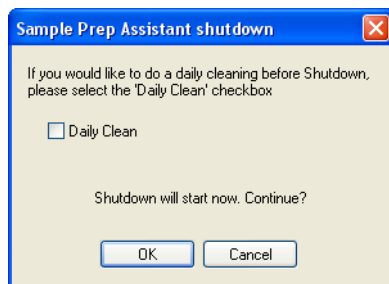 Sample Prep Assistant shutdown
If you would like to do a daily cleaning before Shutdown,
please select the 'Daily Clean' checkbox
Daily Clean
Shutdown will start now. Continue?
OK Cancel